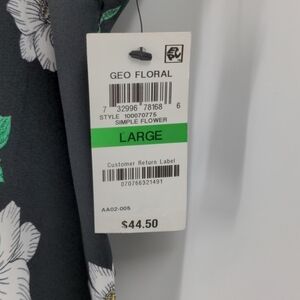 GEO FLORAL
7 32996 78168 6
STYLE 100070775
SIMPLE FLOWER
LARGE
Customer Return Label
070766321491
AA02-005
$44.50